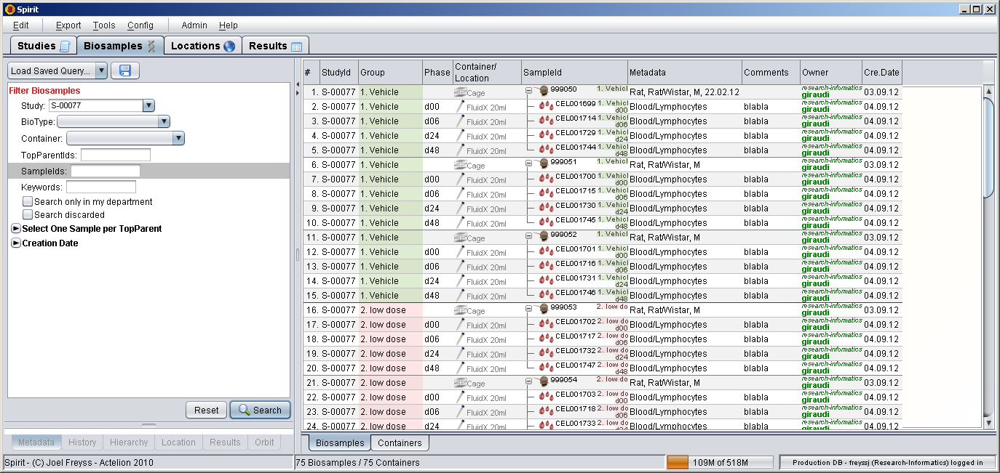 Spirit
Edit Export Tools Config Admin Help
Studies Biosamples Locations Results
Load Saved Query...
Filter Biosamples
Study: S-00077
BioType:
Container:
TopParentIds:
SampleIds:
Keywords:
Search only in my department
Search discarded
Select One Sample per TopParent
Creation Date
Reset Search
Metadata History Hierarchy Location Results Orbit
# StudyId Group Phase Container/ Location SampleId Metadata Comments Owner Cre.Date
1. S-00077 1. Vehicle Cage 999050 1. Vehicl Rat, Rat/Wistar, M, 22.02.12 research-informatics giraudi 03.09.12
2. S-00077 1. Vehicle d00 FluidX 20ml CEL001699 1. Vehicl d00 Blood/Lymphocytes blabla research-informatics giraudi 04.09.12
3. S-00077 1. Vehicle d06 FluidX 20ml CEL001714 1. Vehicl d06 Blood/Lymphocytes blabla research-informatics giraudi 04.09.12
4. S-00077 1. Vehicle d24 FluidX 20ml CEL001729 1. Vehicl d24 Blood/Lymphocytes blabla research-informatics giraudi 04.09.12
5. S-00077 1. Vehicle d48 FluidX 20ml CEL001744 1. Vehicl d48 Blood/Lymphocytes blabla research-informatics giraudi 04.09.12
6. S-00077 1. Vehicle Cage 999051 1. Vehicl Rat, Rat/Wistar, M research-informatics giraudi 03.09.12
7. S-00077 1. Vehicle d00 FluidX 20ml CEL001700 1. Vehicl d00 Blood/Lymphocytes blabla research-informatics giraudi 04.09.12
8. S-00077 1. Vehicle d06 FluidX 20ml CEL001715 1. Vehicl d06 Blood/Lymphocytes blabla research-informatics giraudi 04.09.12
9. S-00077 1. Vehicle d24 FluidX 20ml CEL001730 1. Vehicl d24 Blood/Lymphocytes blabla research-informatics giraudi 04.09.12
10. S-00077 1. Vehicle d48 FluidX 20ml CEL001745 1. Vehicl d48 Blood/Lymphocytes blabla research-informatics giraudi 04.09.12
11. S-00077 1. Vehicle Cage 999052 1. Vehicl Rat, Rat/Wistar, M research-informatics giraudi 03.09.12
12. S-00077 1. Vehicle d00 FluidX 20ml CEL001701 1. Vehicl d00 Blood/Lymphocytes blabla research-informatics giraudi 04.09.12
13. S-00077 1. Vehicle d06 FluidX 20ml CEL001716 1. Vehicl d06 Blood/Lymphocytes blabla research-informatics giraudi 04.09.12
14. S-00077 1. Vehicle d24 FluidX 20ml CEL001731 1. Vehicl d24 Blood/Lymphocytes blabla research-informatics giraudi 04.09.12
15. S-00077 1. Vehicle d48 FluidX 20ml CEL001746 1. Vehicl d48 Blood/Lymphocytes blabla research-informatics giraudi 04.09.12
16. S-00077 2. low dose Cage 999053 2. low do Rat, Rat/Wistar, M research-informatics giraudi 03.09.12
17. S-00077 2. low dose d00 FluidX 20ml CEL001702 2. low do d00 Blood/Lymphocytes blabla research-informatics giraudi 04.09.12
18. S-00077 2. low dose d06 FluidX 20ml CEL001717 2. low do d06 Blood/Lymphocytes blabla research-informatics giraudi 04.09.12
19. S-00077 2. low dose d24 FluidX 20ml CEL001732 2. low do d24 Blood/Lymphocytes blabla research-informatics giraudi 04.09.12
20. S-00077 2. low dose d48 FluidX 20ml CEL001747 2. low do d48 Blood/Lymphocytes blabla research-informatics giraudi 04.09.12
21. S-00077 2. low dose Cage 999054 2. low do Rat, Rat/Wistar, M research-informatics giraudi 03.09.12
22. S-00077 2. low dose d00 FluidX 20ml CEL001703 2. low do d00 Blood/Lymphocytes blabla research-informatics giraudi 04.09.12
23. S-00077 2. low dose d06 FluidX 20ml CEL001718 2. low do d06 Blood/Lymphocytes blabla research-informatics giraudi 04.09.12
24. S-00077 2. low dose d24 FluidX 20ml CEL001733 2. low do Blood/Lymphocytes blabla research-informatics giraudi 04.09.12
Biosamples Containers
Spirit - (C) Joel Freyss - Actelion 2010 75 Biosamples / 75 Containers 109M of 518M Production DB - freyssj (Research-Informatics) logged in